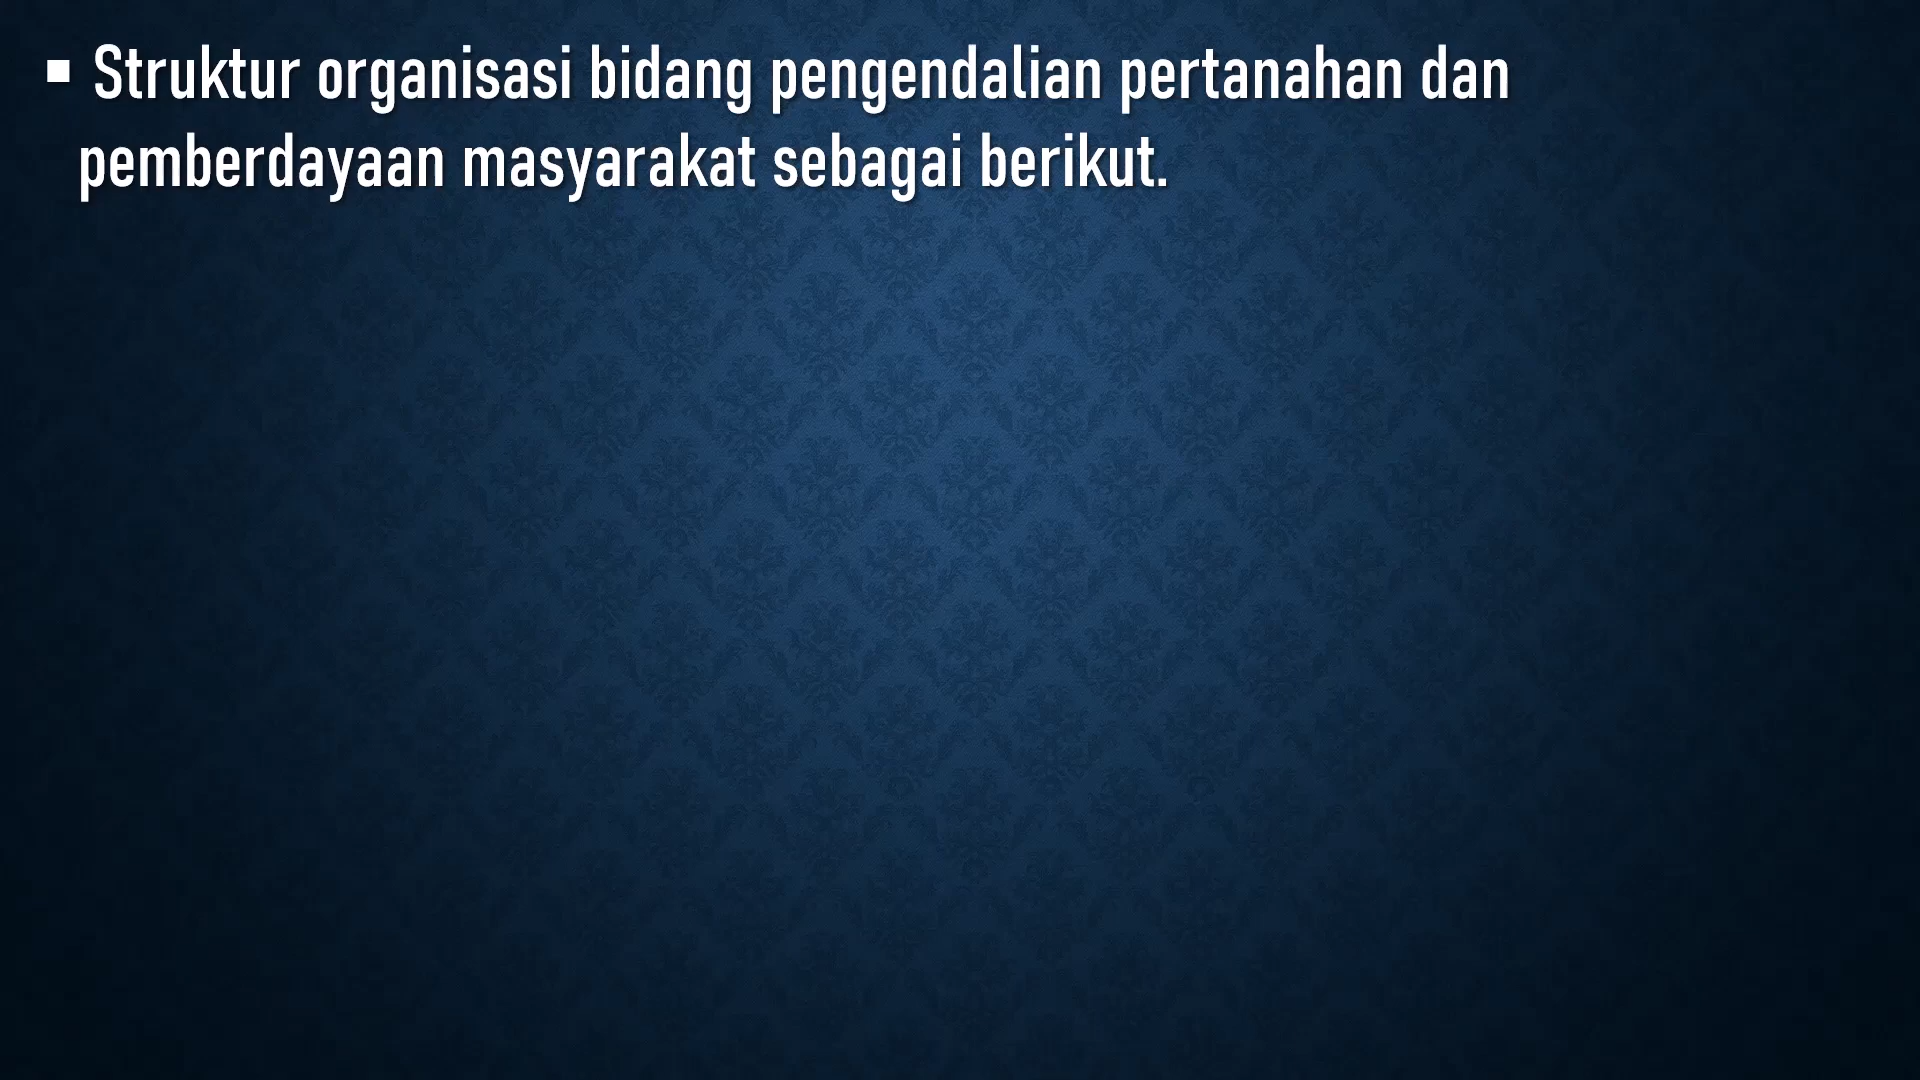 ▪ Struktur organisasi bidang pengendalian pertanahan dan
pemberdayaan masyarakat sebagai berikut.